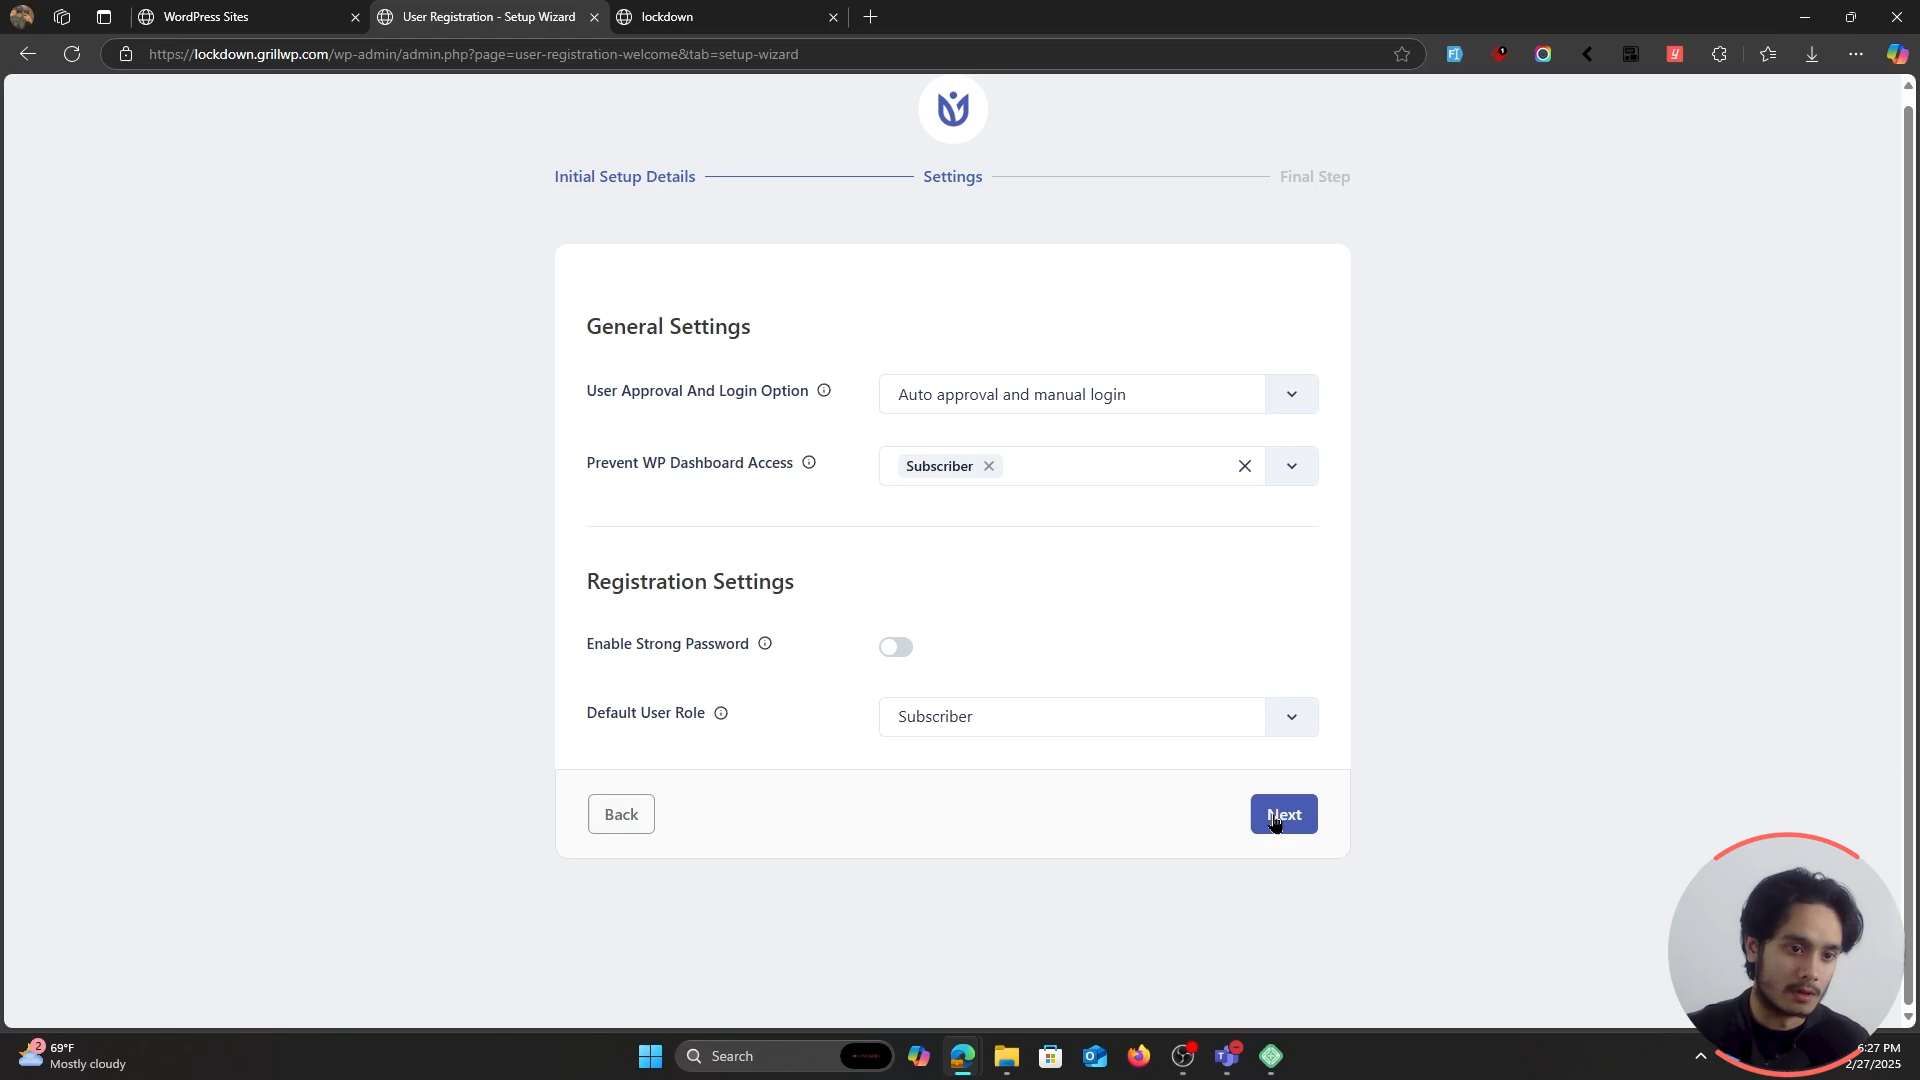 WordPress Sites
User Registration - Setup Wizard
lockdown
https://lockdown.grillwp.com/wp-admin/admin.php?page=user-registration-welcome&tab=setup-wizard
Initial Setup Details
Settings
Final Step
General Settings
User Approval And Login Option
Auto approval and manual login
Prevent WP Dashboard Access
Subscriber
Registration Settings
Enable Strong Password
Default User Role
Subscriber
Back
Next
2
69°F
Mostly cloudy
Search
6:27 PM
2/27/2025